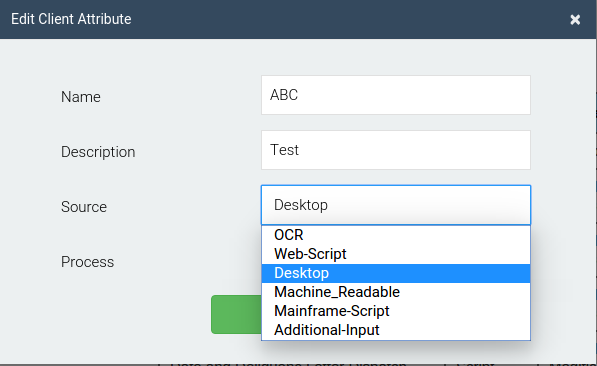 Edit Client Attribute ×
Name ABC
Description Test
Source Desktop
OCR
Web-Script
Desktop
Process
Machine_Readable
Mainframe-Script
Additional-Input